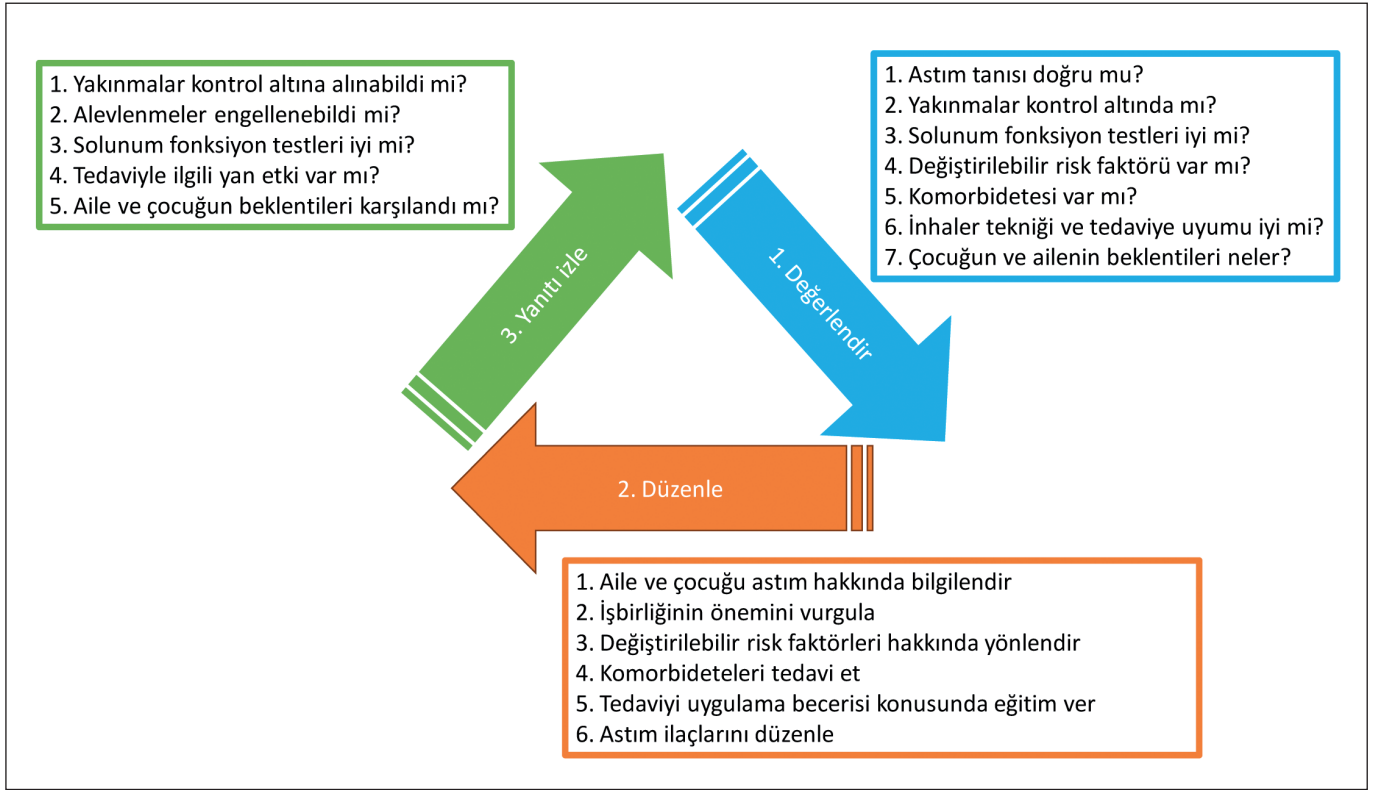 1. Yakınmalar kontrol altına alınabildi mi?
2. Alevlenmeler engellenebildi mi?
3. Solunum fonksiyon testleri iyi mi?
4. Tedaviyle ilgili yan etki var mı?
5. Aile ve çocuğun beklentileri karşılandı mı?
1. Astım tanısı doğru mu?
2. Yakınmalar kontrol altında mı?
3. Solunum fonksiyon testleri iyi mi?
4. Değiştirilebilir risk faktörü var mı?
5. Komorbidetesi var mı?
6. İnhaler tekniği ve tedaviye uyumu iyi mi?
7. Çocuğun ve ailenin beklentileri neler?
3. Yanıtı izle
1. Değerlendir
2. Düzenle
1. Aile ve çocuğu astım hakkında bilgilendir
2. İşbirliğinin önemini vurgula
3. Değiştirilebilir risk faktörleri hakkında yönlendir
4. Komorbideteleri tedavi et
5. Tedaviyi uygulama becerisi konusunda eğitim ver
6. Astım ilaçlarını düzenle